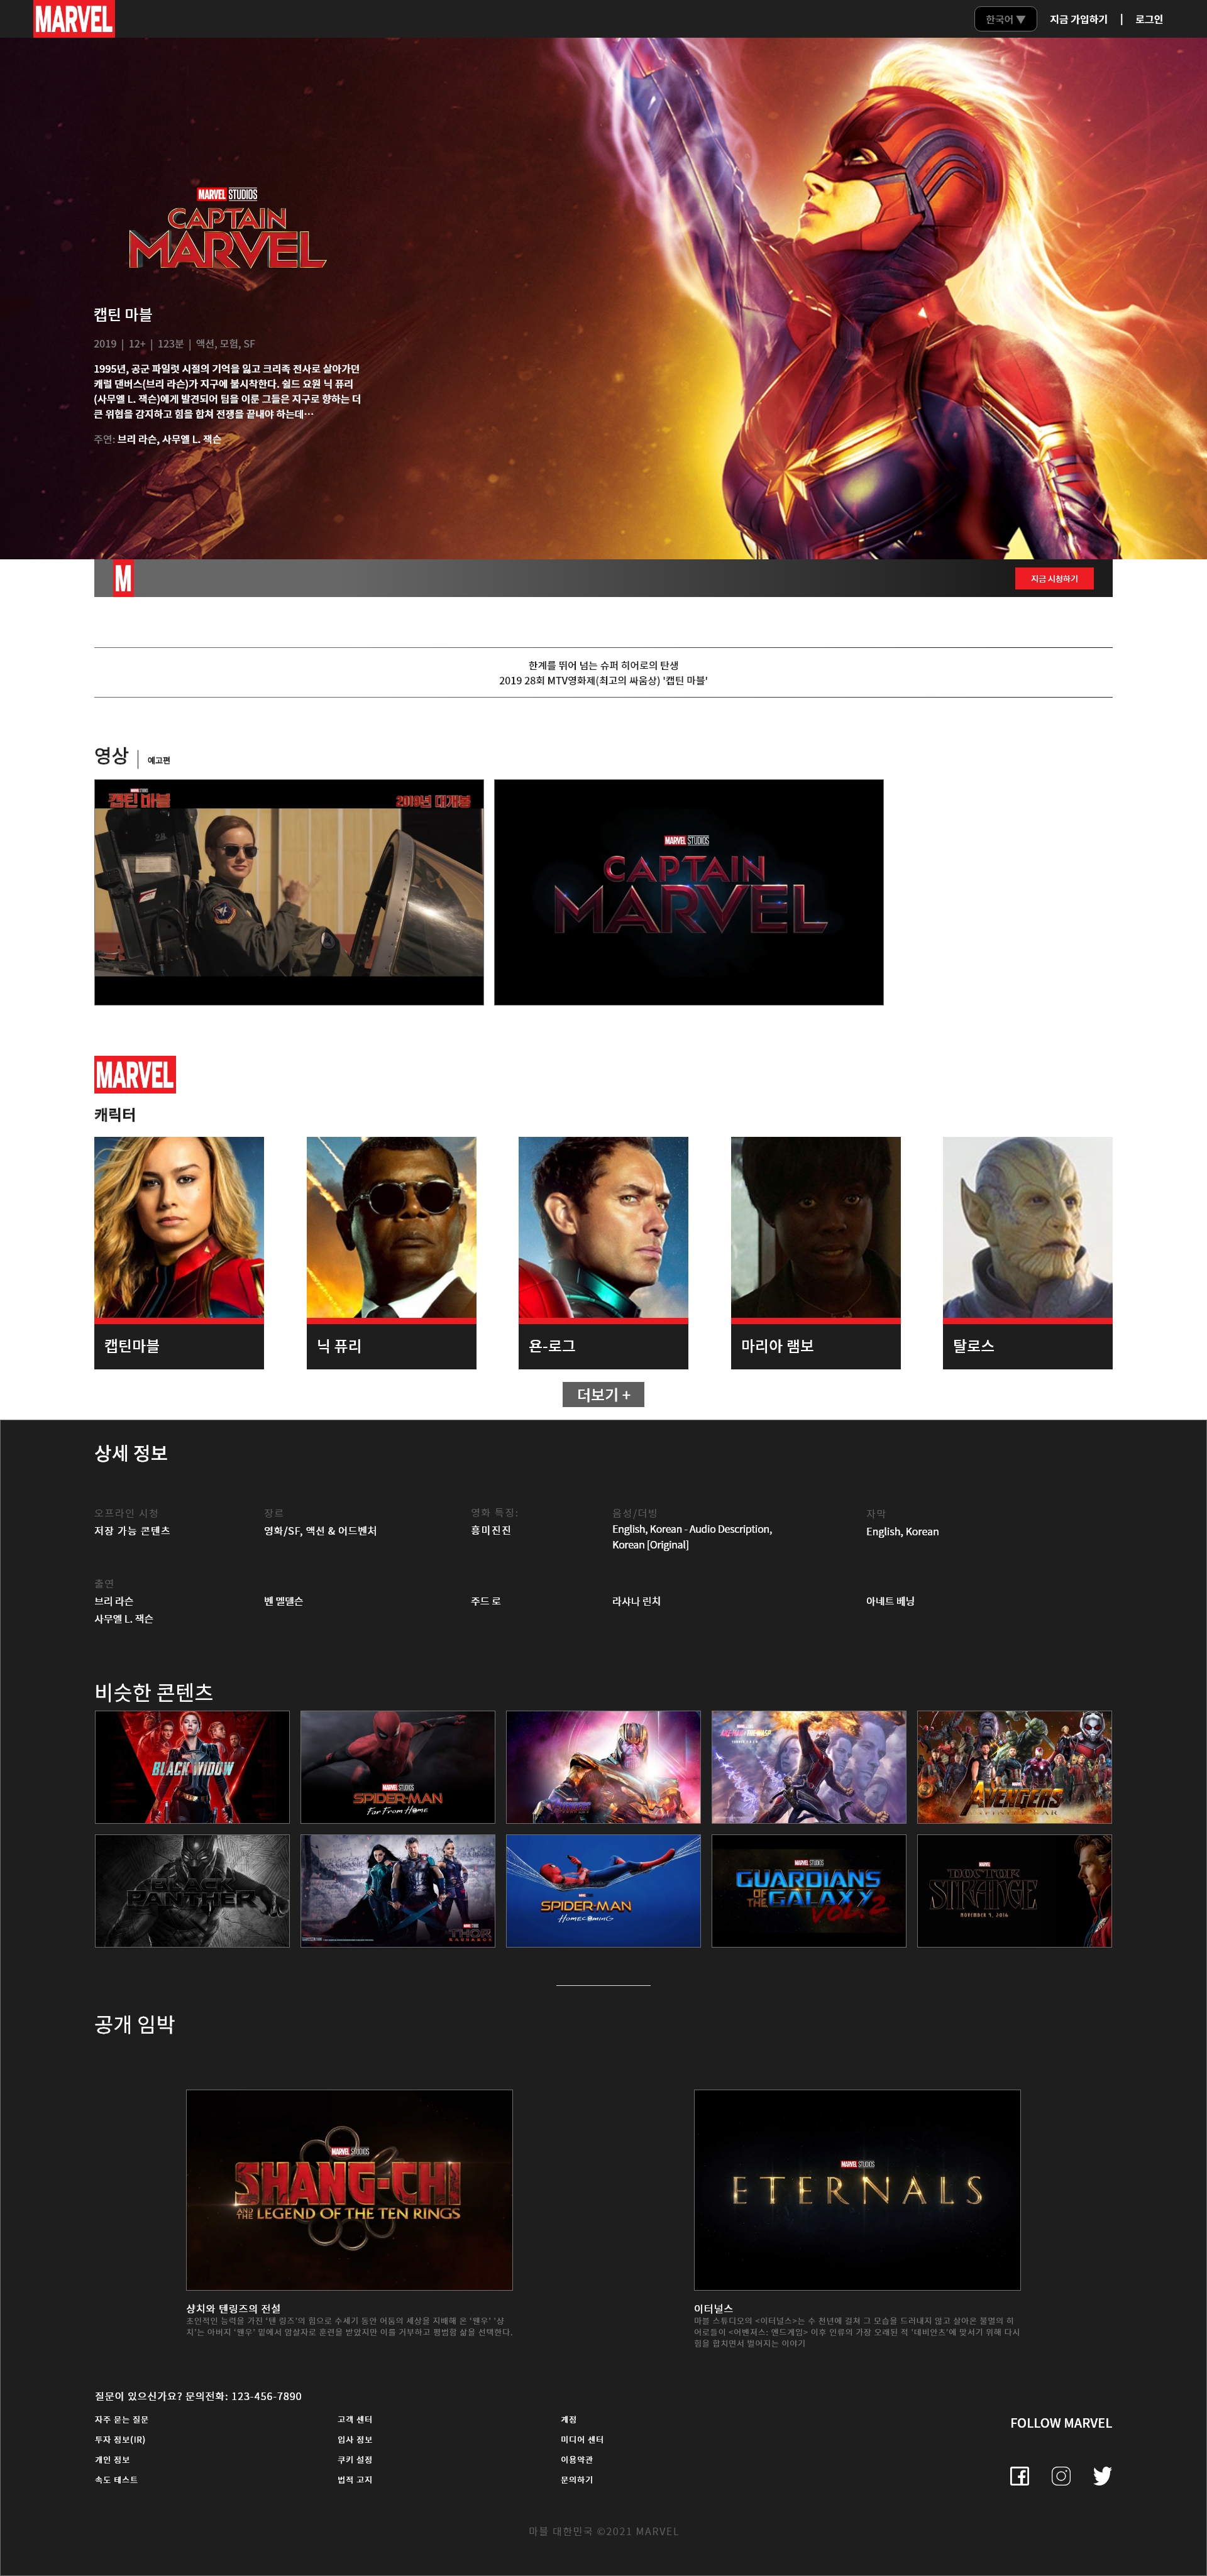 MARVEL
한국어 ▼ 지금 가입하기 | 로그인
MARVEL STUDIOS
CAPTAIN
MARVEL
캡틴 마블
2019 | 12+ | 123분 | 액션, 모험, SF
1995년, 공군 파일럿 시절의 기억을 잃고 크리족 전사로 살아가던
캐럴 댄버스(브리 라슨)가 지구에 불시착한다. 쉴드 요원 닉 퓨리
(사무엘 L. 잭슨)에게 발견되어 팀을 이룬 그들은 지구로 향하는 더
큰 위협을 감지하고 힘을 합쳐 전쟁을 끝내야 하는데…
주연: 브리 라슨, 사무엘 L. 잭슨
M
지금 시청하기
한계를 뛰어 넘는 슈퍼 히어로의 탄생
2019 28회 MTV영화제(최고의 싸움상) '캡틴 마블'
영상 | 예고편
캡틴 마블
2019년 대개봉
MARVEL STUDIOS
CAPTAIN
MARVEL
MARVEL
캐릭터
캡틴마블
닉 퓨리
욘-로그
마리아 램보
탈로스
더보기 +
상세 정보
오프라인 시청
저장 가능 콘텐츠
장르
영화/SF, 액션 & 어드벤처
영화 특징:
흥미진진
음성/더빙
English, Korean - Audio Description,
Korean [Original]
자막
English, Korean
출연
브리 라슨
사무엘 L. 잭슨
벤 멘델슨
주드 로
라샤나 린치
아네트 베닝
비슷한 콘텐츠
BLACK WIDOW
MARVEL STUDIOS
SPIDER-MAN
Far From Home
AVENGERS
BLACK
PANTHER
THOR
RAGNAROK
SPIDER-MAN
HOMECOMING
MARVEL STUDIOS
GUARDIANS
OF THE GALAXY
VOL. 2
MARVEL
DOCTOR
STRANGE
NOVEMBER 4, 2016
공개 임박
MARVEL STUDIOS
SHANG-CHI
AND THE LEGEND OF THE TEN RINGS
샹치와 텐링즈의 전설
초인적인 능력을 가진 '텐 링즈'의 힘으로 수세기 동안 어둠의 세상을 지배해 온 '웬우' '샹
치'는 아버지 '웬우' 밑에서 암살자로 훈련을 받았지만 이를 거부하고 평범함 삶을 선택한다.
MARVEL STUDIOS
ETERNALS
이터널스
마블 스튜디오의 <이터널스>는 수 천년에 걸쳐 그 모습을 드러내지 않고 살아온 불멸의 히
어로들이 <어벤져스: 엔드게임> 이후 인류의 가장 오래된 적 '데비안츠'에 맞서기 위해 다시
힘을 합치면서 벌어지는 이야기
질문이 있으신가요? 문의전화: 123-456-7890
자주 묻는 질문
투자 정보(IR)
개인 정보
속도 테스트
고객 센터
입사 정보
쿠키 설정
법적 고지
계정
미디어 센터
이용약관
문의하기
FOLLOW MARVEL
마블 대한민국 ©2021 MARVEL